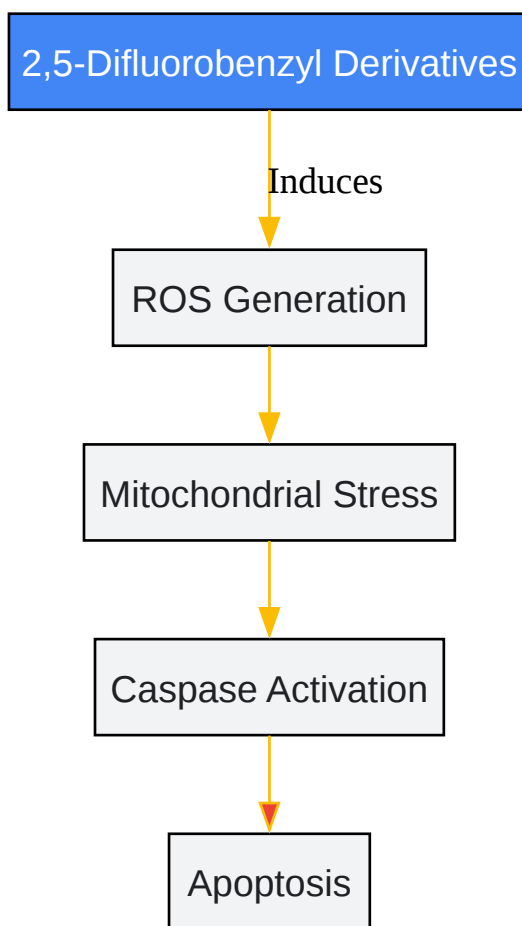 2,5-Difluorobenzyl Derivatives
Induces
ROS Generation
Mitochondrial Stress
Caspase Activation
Apoptosis